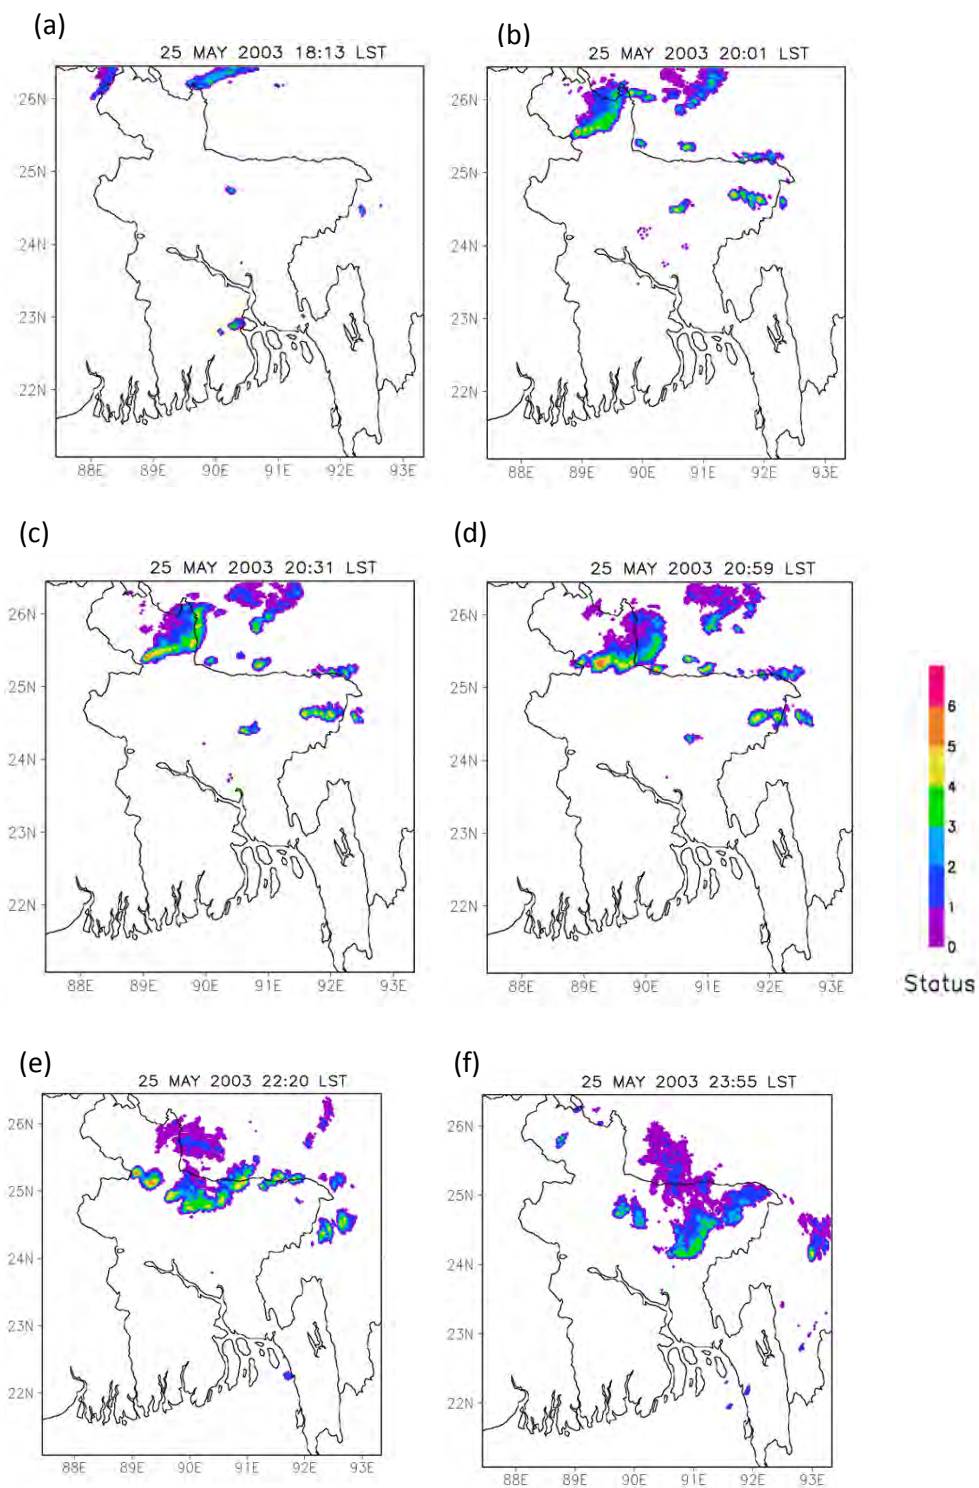 (a)
25 MAY 2003 18:13 LST
25N
25N
24N
23N
22N
88E 89E 90E 91E 92E 93E
(b)
25 MAY 2003 20:01 LST
26N
25N
24N
23N
22N
88E 89E 90E 91E 92E 93E
(c)
25 MAY 2003 20:31 LST
26N
25N
24N
23N
22N
88E 89E 90E 91E 92E 93E
(d)
25 MAY 2003 20:59 LST
26N
25N
24N
23N
22N
88E 89E 90E 91E 92E 93E
6
5
4
3
2
1
0
Status
(e)
25 MAY 2003 22:20 LST
26N
25N
24N
23N
22N
88E 89E 90E 91E 92E 93E
(f)
25 MAY 2003 23:55 LST
26N
25N
24N
23N
22N
88E 89E 90E 91E 92E 93E